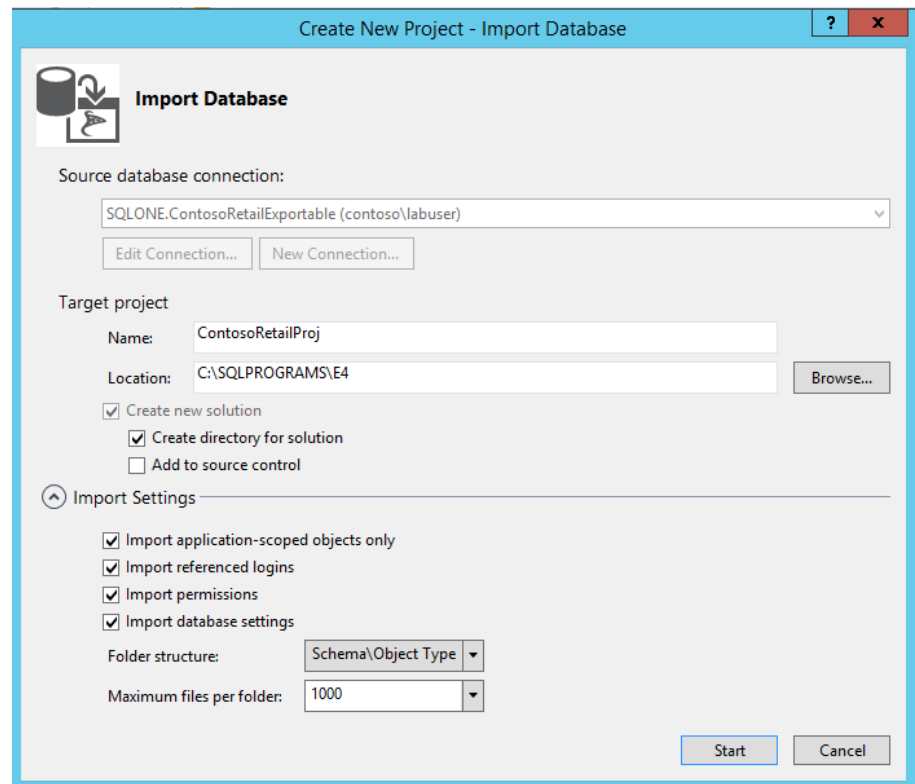 Create New Project - Import Database
? x
Import Database
Source database connection:
SQLONE.ContosoRetailExportable (contoso\labuser)
Edit Connection... New Connection...
Target project
Name: ContosoRetailProj
Location: C:\SQLPROGRAMS\E4 Browse...
Create new solution
Create directory for solution
Add to source control
Import Settings
Import application-scoped objects only
Import referenced logins
Import permissions
Import database settings
Folder structure: Schema\Object Type
Maximum files per folder: 1000
Start Cancel